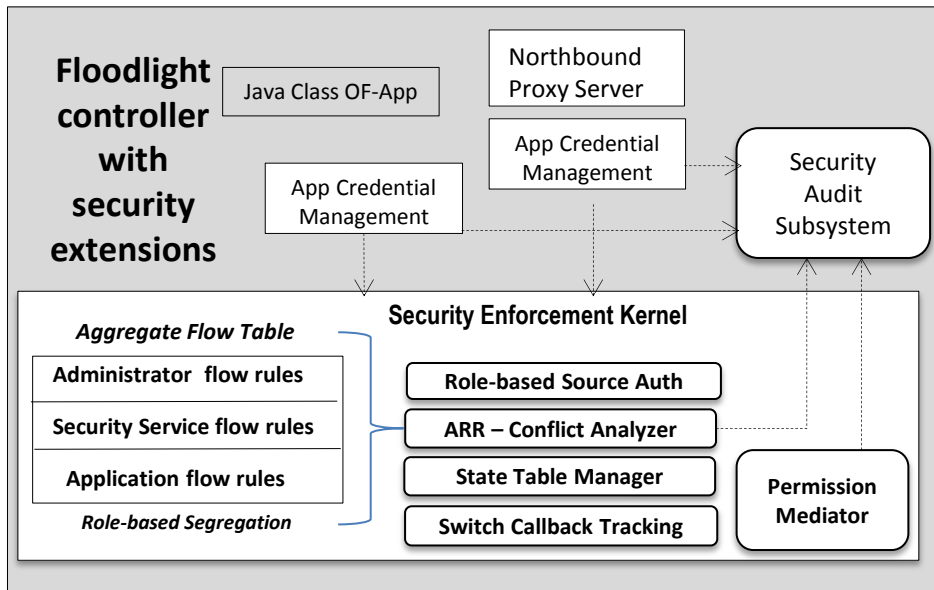 Floodlight
controller
with
security
extensions
Java Class OF-App
Northbound
Proxy Server
App Credential
Management
App Credential
Management
Security
Audit
Subsystem
Security Enforcement Kernel
Aggregate Flow Table
Administrator flow rules
Security Service flow rules
Application flow rules
Role-based Segregation
Role-based Source Auth
ARR – Conflict Analyzer
State Table Manager
Switch Callback Tracking
Permission
Mediator